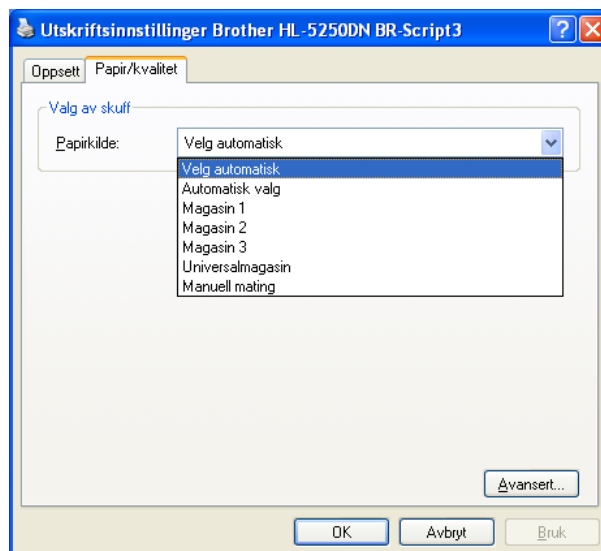 Utskriftsinnstillinger Brother HL-5250DN BR-Script3
Oppsett Papir/kvalitet
Valg av skuff
Papirkilde: Velg automatisk
Velg automatisk
Automatisk valg
Magasin 1
Magasin 2
Magasin 3
Universalmagasin
Manuell mating
Avansert...
OK Avbryt Bruk